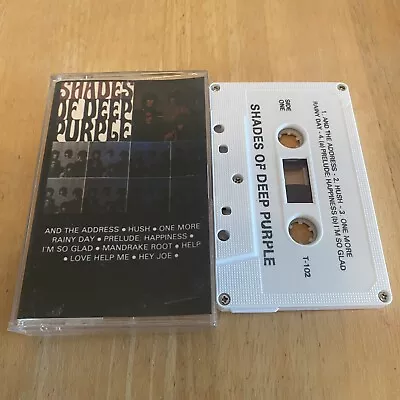 SHADES
OF DEEP
PURPLE
AND THE ADDRESS • HUSH • ONE MORE
RAINY DAY • PRELUDE: HAPPINESS •
I'M SO GLAD • MANDRAKE ROOT • HELP
• LOVE HELP ME • HEY JOE •
SHADES OF DEEP PURPLE
SIDE
ONE
1. AND THE ADDRESS - 2. HUSH - 3. ONE MORE
RAINY DAY - 4. (a) PRELUDE: HAPPINESS (b) I'M SO GLAD
T-102